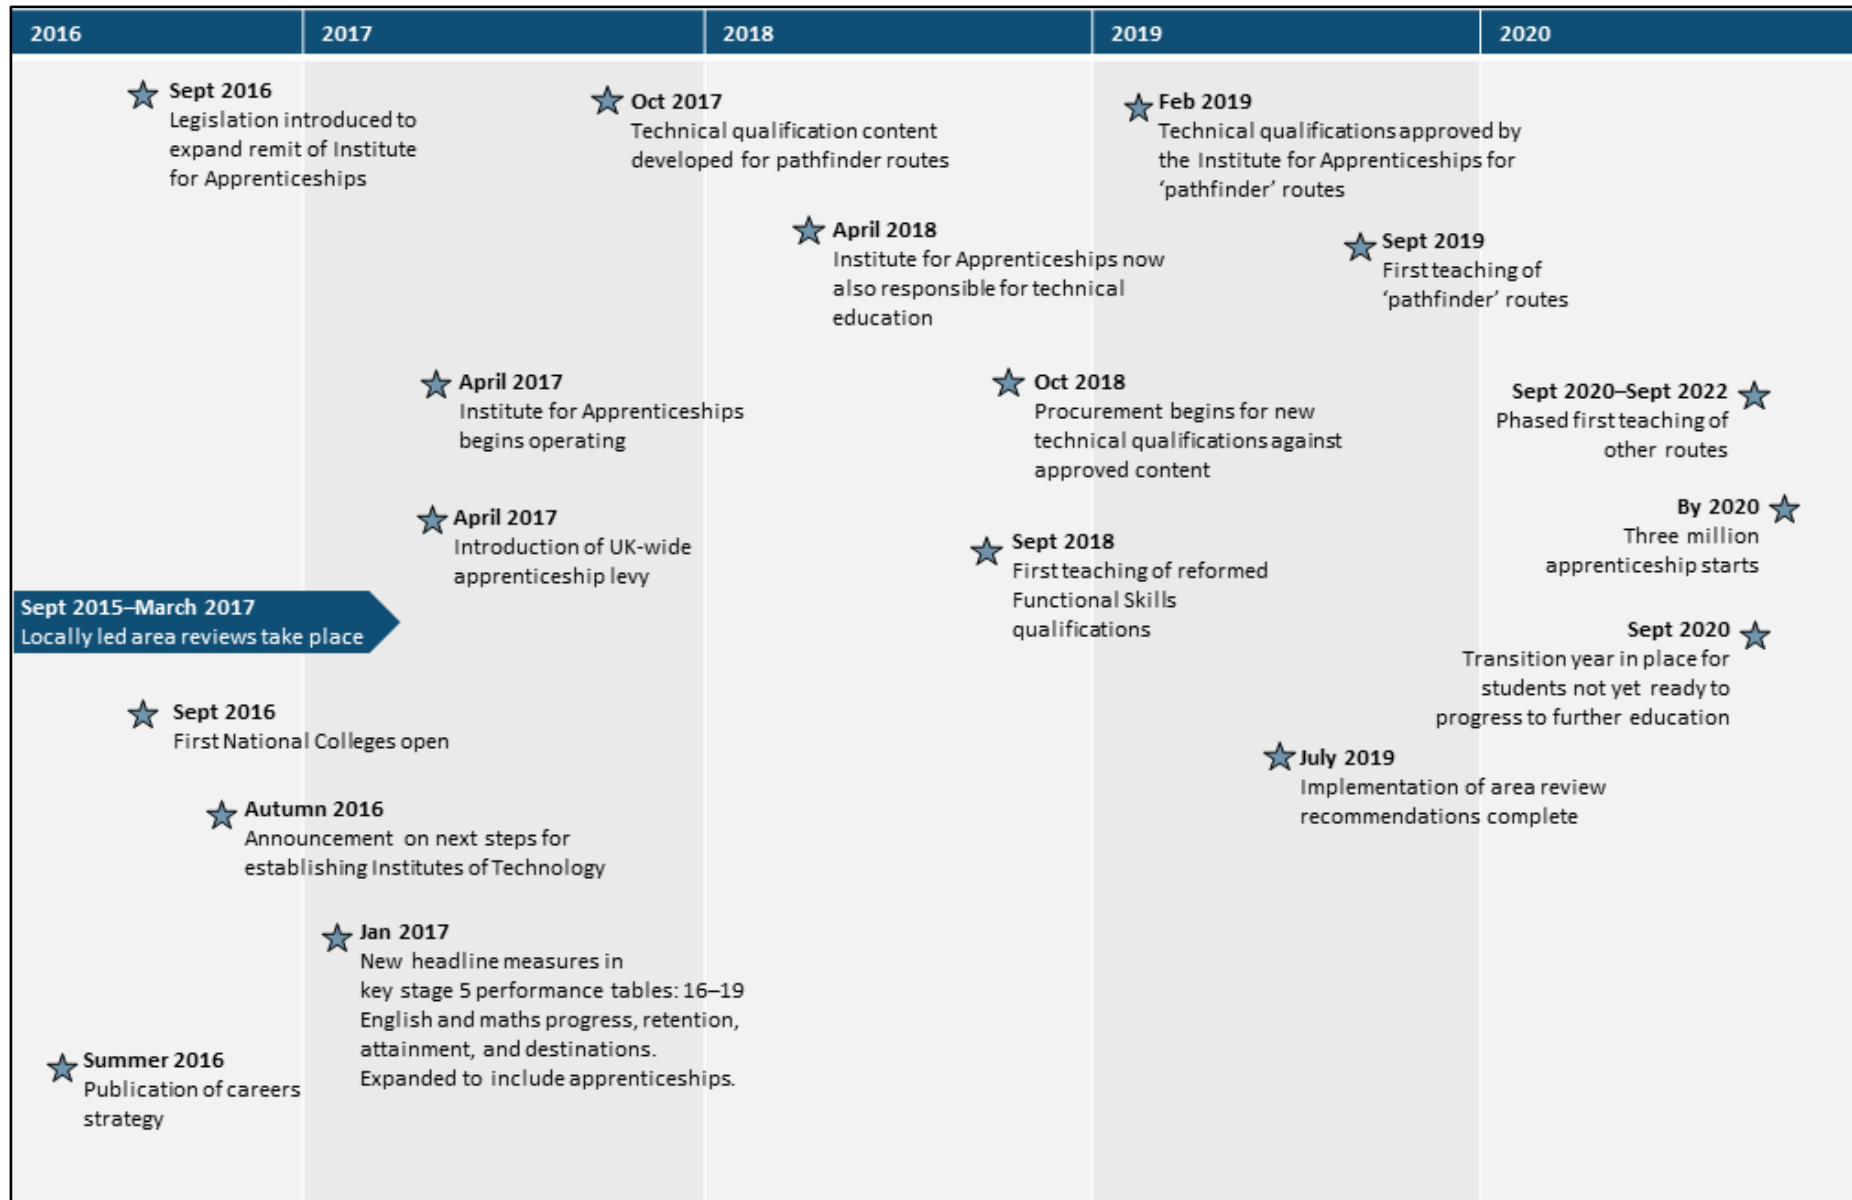 2016
2017
2018
2019
2020
Sept 2016
Legislation introduced to
expand remit of Institute
for Apprenticeships
Oct 2017
Technical qualification content
developed for pathfinder routes
Feb 2019
Technical qualifications approved by
the Institute for Apprenticeships for
‘pathfinder’ routes
April 2018
Institute for Apprenticeships now
also responsible for technical
education
Sept 2019
First teaching of
‘pathfinder’ routes
April 2017
Institute for Apprenticeships
begins operating
Oct 2018
Procurement begins for new
technical qualifications against
approved content
Sept 2020–Sept 2022
Phased first teaching of
other routes
April 2017
Introduction of UK-wide
apprenticeship levy
Sept 2018
First teaching of reformed
Functional Skills
qualifications
By 2020
Three million
apprenticeship starts
Sept 2015–March 2017
Locally led area reviews take place
Sept 2020
Transition year in place for
students not yet ready to
progress to further education
Sept 2016
First National Colleges open
July 2019
Implementation of area review
recommendations complete
Autumn 2016
Announcement on next steps for
establishing Institutes of Technology
Jan 2017
New headline measures in
key stage 5 performance tables: 16–19
English and maths progress, retention,
attainment, and destinations.
Expanded to include apprenticeships.
Summer 2016
Publication of careers
strategy